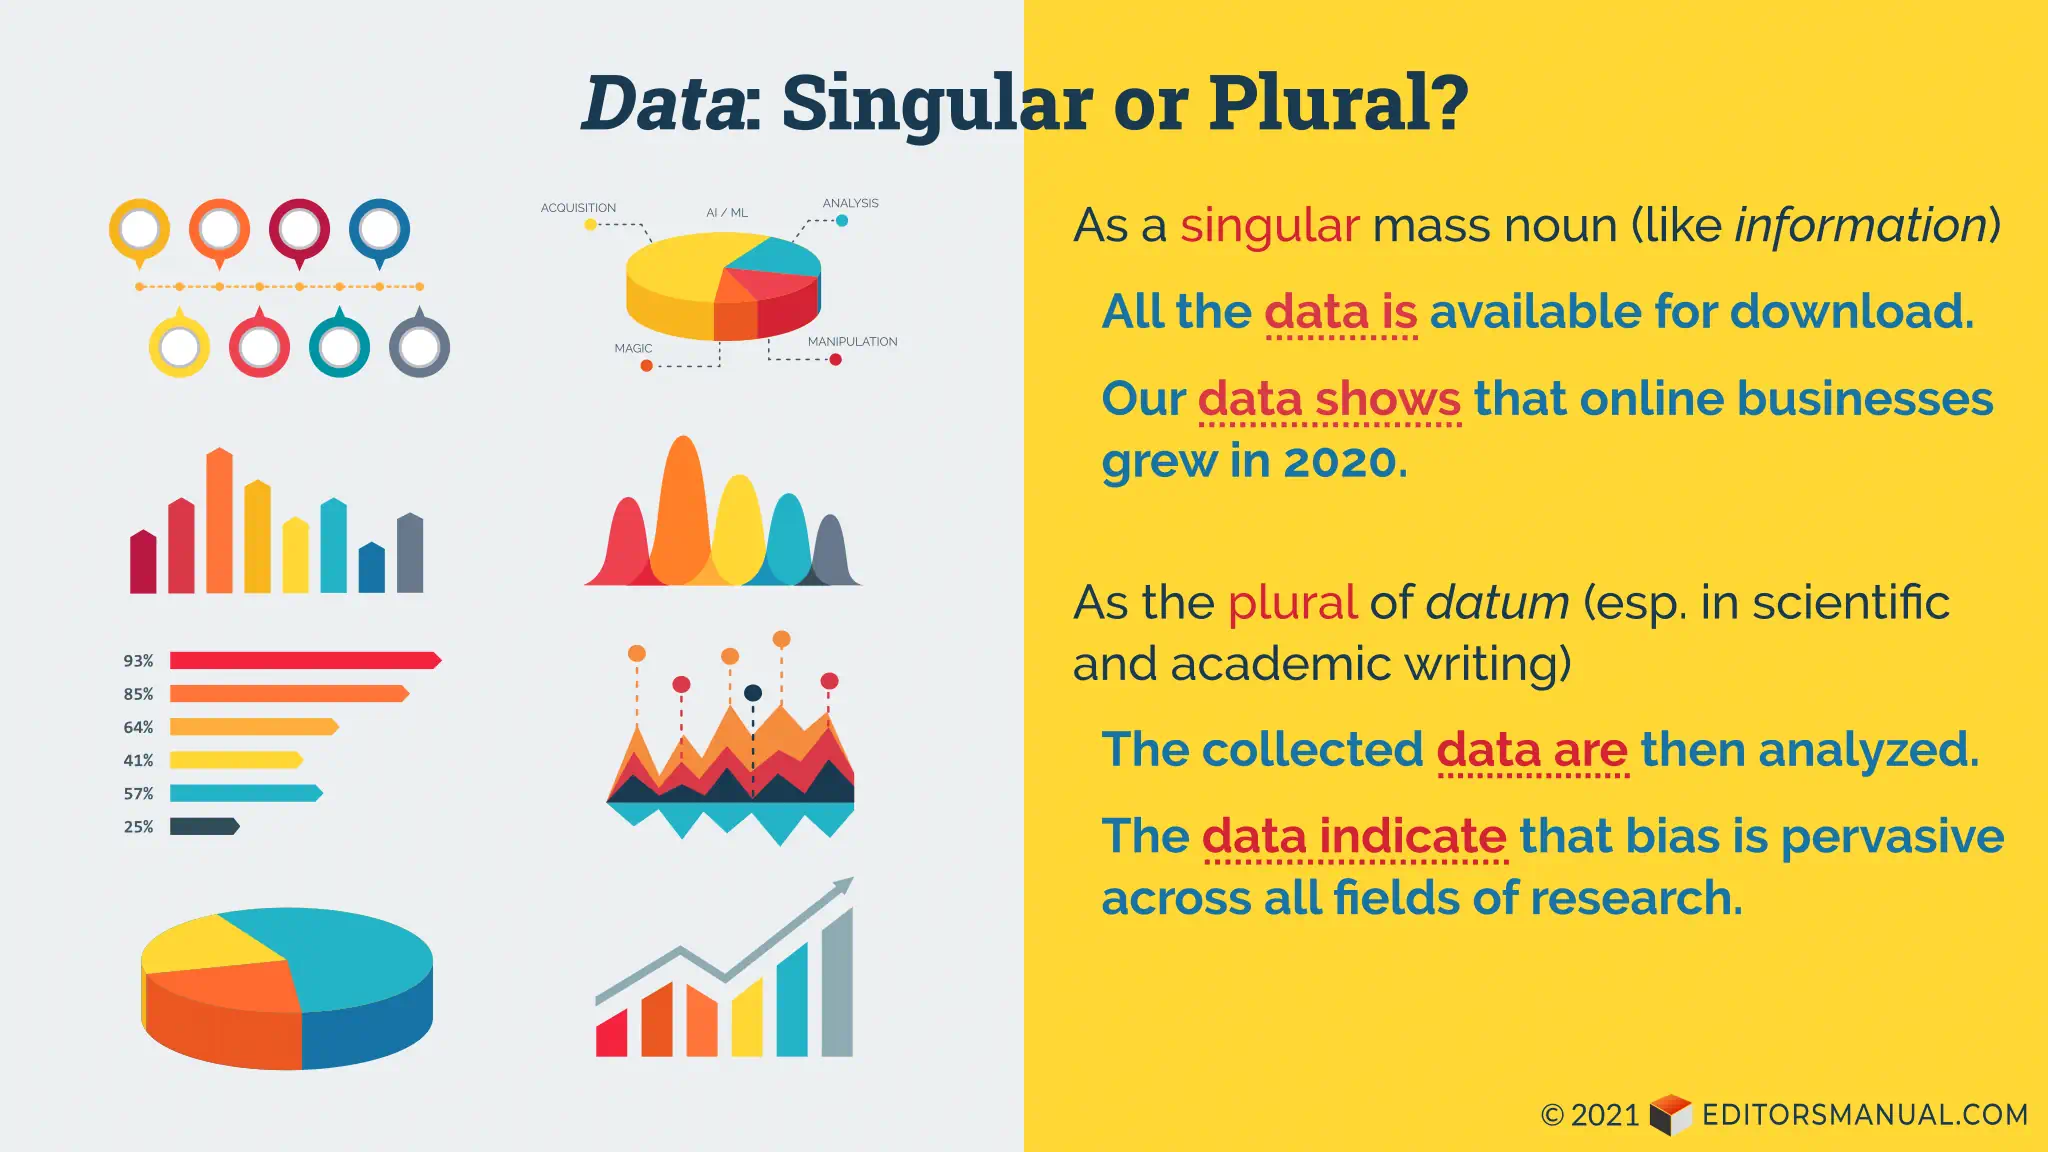 Data: Singular or Plural?
ACQUISITION
AI / ML
ANALYSIS
MAGIC
MANIPULATION
93%
85%
64%
41%
57%
25%
As a singular mass noun (like information)
All the data is available for download.
Our data shows that online businesses
grew in 2020.
As the plural of datum (esp. in scientific
and academic writing)
The collected data are then analyzed.
The data indicate that bias is pervasive
across all fields of research.
© 2021 EDITORSMANUAL.COM